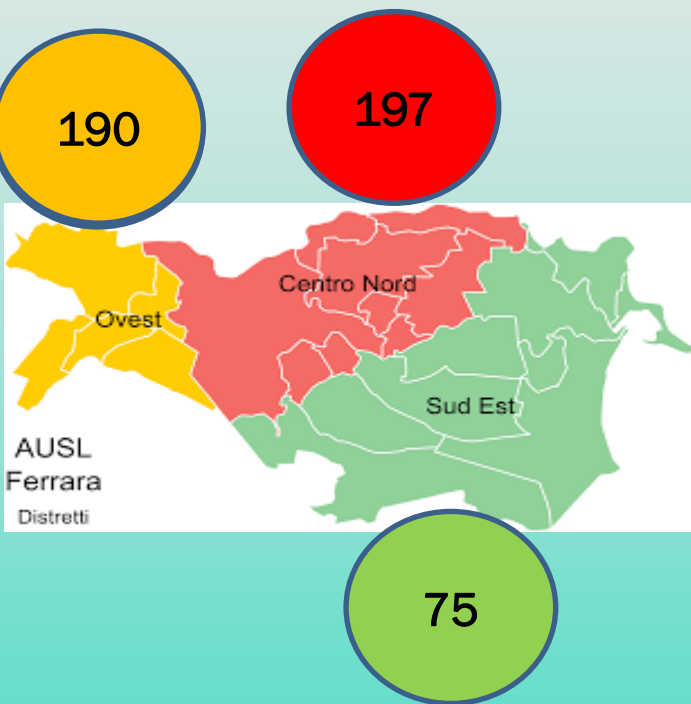 190
197
Centro Nord
Ovest
Sud Est
AUSL
Ferrara
Distretti
75